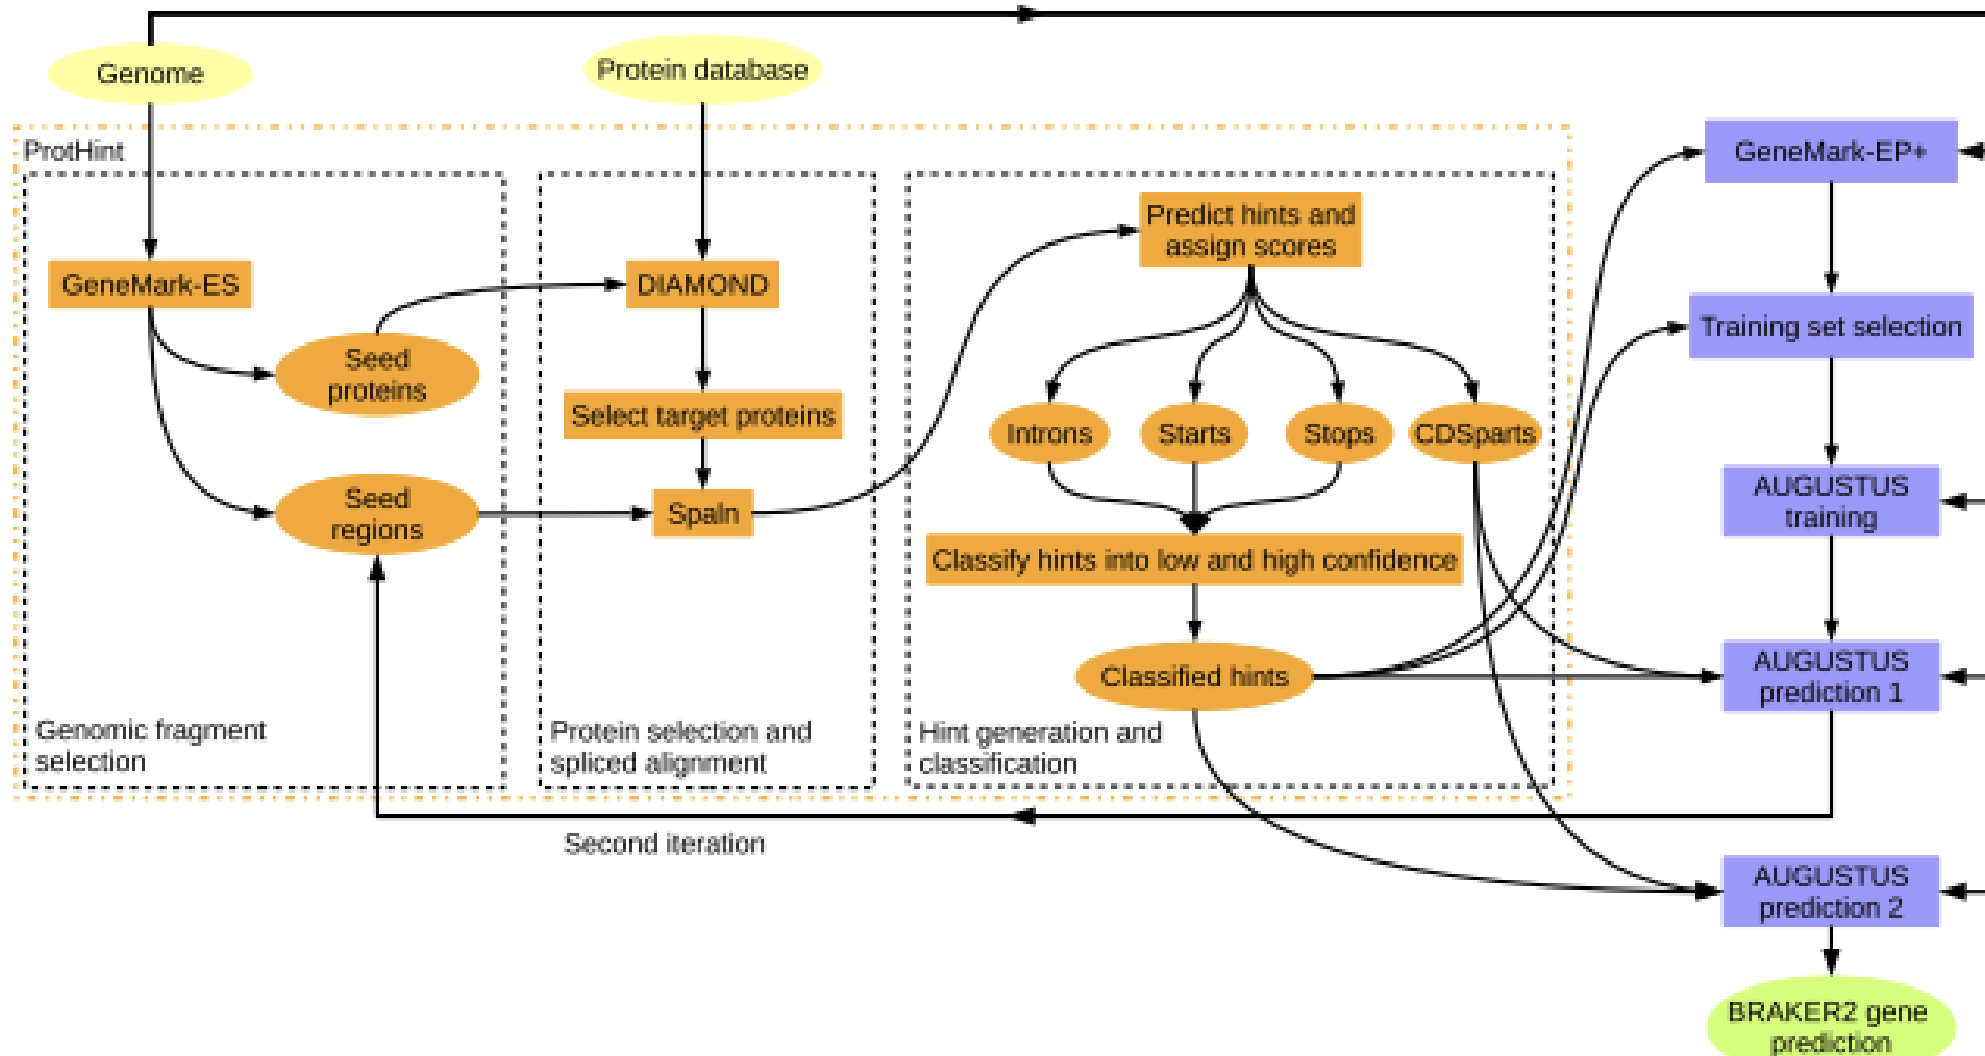 Genome
Protein database
ProtHint
GeneMark-ES
Seed
proteins
Seed
regions
Genomic fragment
selection
DIAMOND
Select target proteins
Spaln
Protein selection and
spliced alignment
Predict hints and
assign scores
Introns
Starts
Stops
CDSparts
Classify hints into low and high confidence
Classified hints
Hint generation and
classification
GeneMark-EP+
Training set selection
AUGUSTUS
training
AUGUSTUS
prediction 1
Second iteration
AUGUSTUS
prediction 2
BRAKER2 gene
prediction